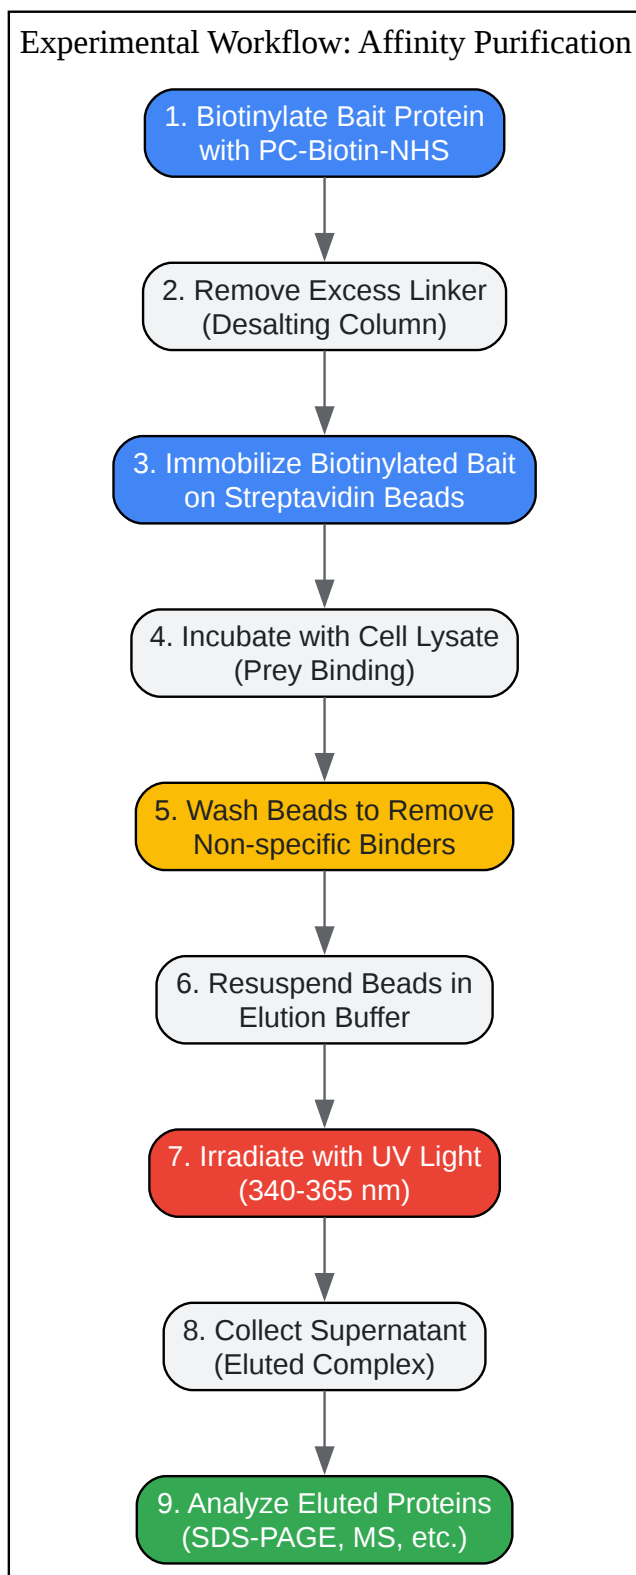 Experimental Workflow: Affinity Purification
1. Biotinylate Bait Protein
with PC-Biotin-NHS
2. Remove Excess Linker
(Desalting Column)
3. Immobilize Biotinylated Bait
on Streptavidin Beads
4. Incubate with Cell Lysate
(Prey Binding)
5. Wash Beads to Remove
Non-specific Binders
6. Resuspend Beads in
Elution Buffer
7. Irradiate with UV Light
(340-365 nm)
8. Collect Supernatant
(Eluted Complex)
9. Analyze Eluted Proteins
(SDS-PAGE, MS, etc.)